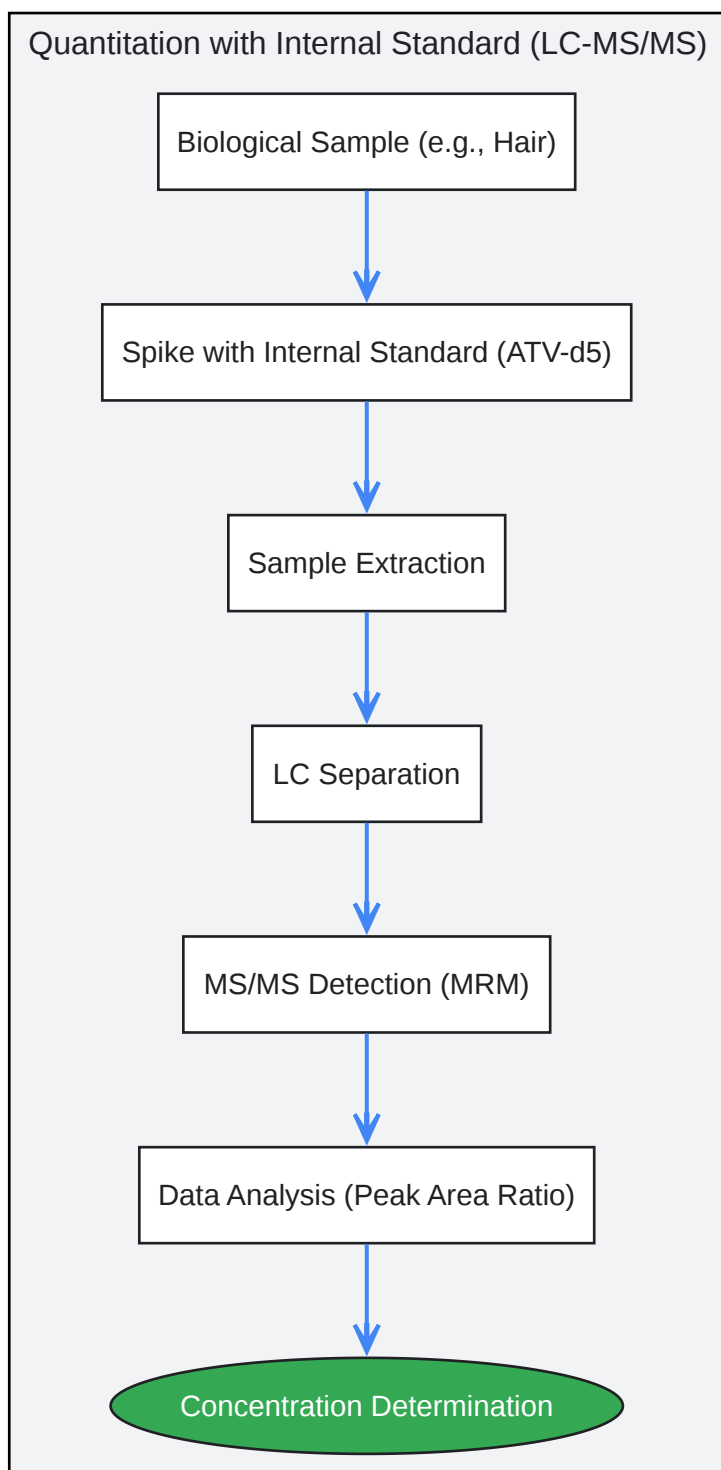 Quantitation with Internal Standard (LC-MS/MS)
Biological Sample (e.g., Hair)
Spike with Internal Standard (ATV-d5)
Sample Extraction
LC Separation
MS/MS Detection (MRM)
Data Analysis (Peak Area Ratio)
Concentration Determination